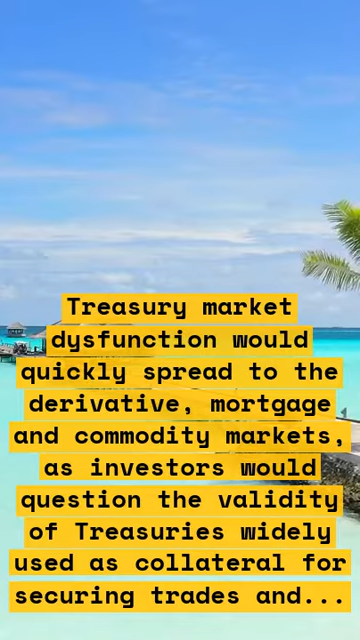 Treasury market
dysfunction would
quickly spread to the
derivative, mortgage
and commodity markets,
as investors would
question the validity
of Treasuries widely
used as collateral for
securing trades and...